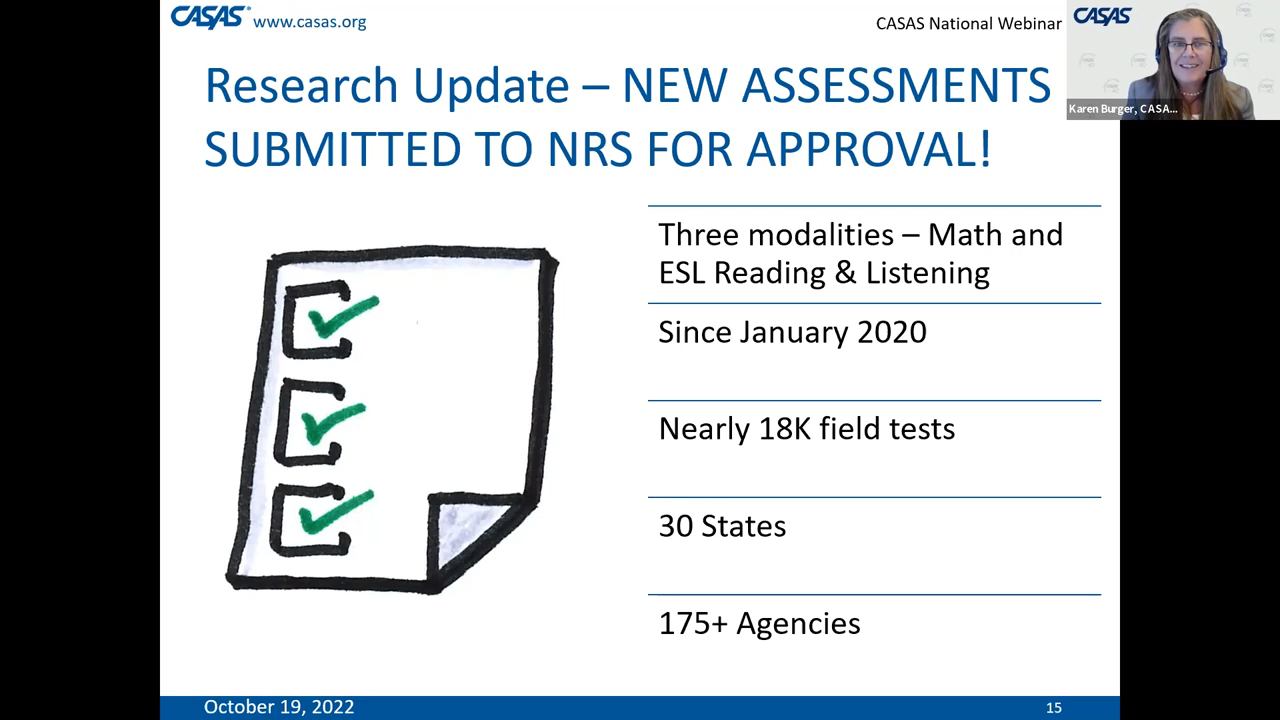 CASAS® www.casas.org
CASAS National Webinar
CASAS
Karen Burger, CASA...
Research Update – NEW ASSESSMENTS
SUBMITTED TO NRS FOR APPROVAL!
Three modalities – Math and
ESL Reading & Listening
Since January 2020
Nearly 18K field tests
30 States
175+ Agencies
October 19, 2022
15